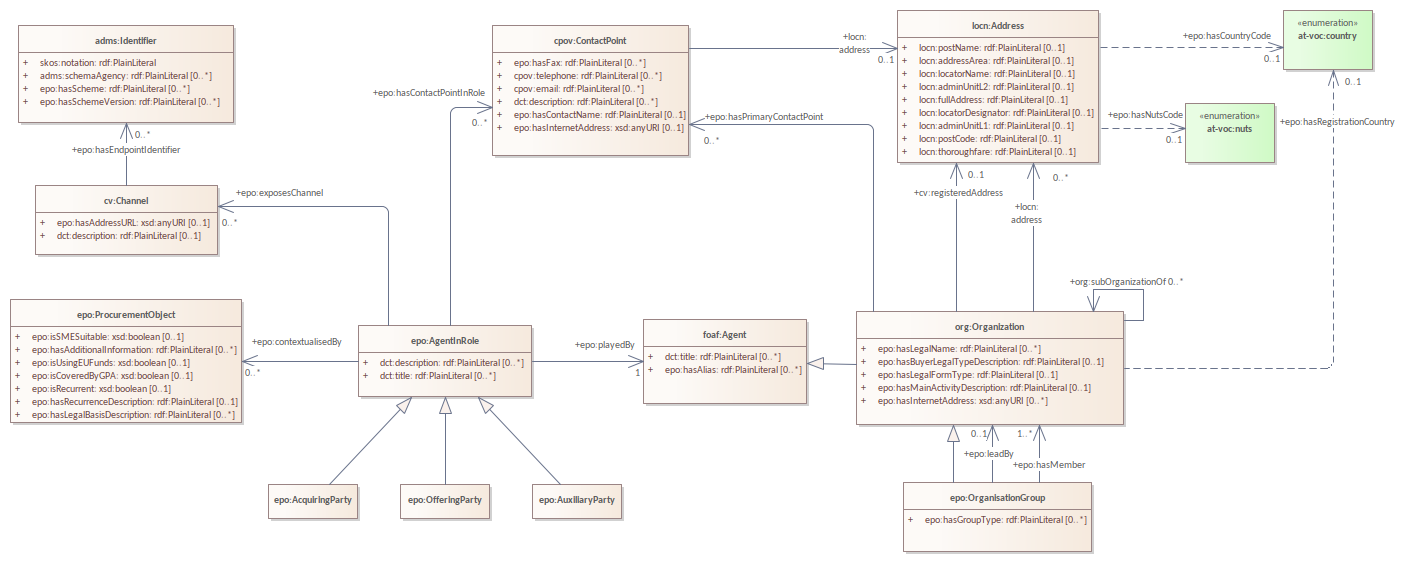 adms:Identifier
+ skos:notation: rdf:PlainLiteral
+ adms:schemaAgency: rdf:PlainLiteral [0..*]
+ epo:hasScheme: rdf:PlainLiteral [0..*]
+ epo:hasSchemeVersion: rdf:PlainLiteral [0..*]
0..*
+epo:hasEndpointIdentifier
cv:Channel
+ epo:hasAddressURL: xsd:anyURI [0..1]
+ dct:description: rdf:PlainLiteral [0..1]
+epo:exposesChannel
0..*
cpov:ContactPoint
+ epo:hasFax: rdf:PlainLiteral [0..*]
+ cpov:telephone: rdf:PlainLiteral [0..*]
+ cpov:email: rdf:PlainLiteral [0..*]
+ dct:description: rdf:PlainLiteral [0..*]
+ epo:hasContactName: rdf:PlainLiteral [0..1]
+ epo:hasInternetAddress: xsd:anyURI [0..1]
+epo:hasContactPointInRole
0..*
+epo:hasPrimaryContactPoint
0..*
+locn:
address
0..1
locn:Address
+ locn:postName: rdf:PlainLiteral [0..1]
+ locn:addressArea: rdf:PlainLiteral [0..1]
+ locn:locatorName: rdf:PlainLiteral [0..1]
+ locn:adminUnitL2: rdf:PlainLiteral [0..1]
+ locn:fullAddress: rdf:PlainLiteral [0..1]
+ locn:locatorDesignator: rdf:PlainLiteral [0..1]
+ locn:adminUnitL1: rdf:PlainLiteral [0..1]
+ locn:postCode: rdf:PlainLiteral [0..1]
+ locn:thoroughfare: rdf:PlainLiteral [0..1]
+epo:hasCountryCode
0..1
«enumeration»
at-voc:country
0..1
+epo:hasRegistrationCountry
+epo:hasNutsCode
0..1
«enumeration»
at-voc:nuts
0..1
+cv:registeredAddress
0..*
+locn:
address
+org:subOrganizationOf 0..*
epo:ProcurementObject
+ epo:isSMESuitable: xsd:boolean [0..1]
+ epo:hasAdditionalInformation: rdf:PlainLiteral [0..*]
+ epo:isUsingEUFunds: xsd:boolean [0..1]
+ epo:isCoveredByGPA: xsd:boolean [0..1]
+ epo:isRecurrent: xsd:boolean [0..1]
+ epo:hasRecurrenceDescription: rdf:PlainLiteral [0..1]
+ epo:hasLegalBasisDescription: rdf:PlainLiteral [0..*]
+epo:contextualisedBy
0..*
epo:AgentInRole
+ dct:description: rdf:PlainLiteral [0..*]
+ dct:title: rdf:PlainLiteral [0..*]
+epo:playedBy
1
foaf:Agent
+ dct:title: rdf:PlainLiteral [0..*]
+ epo:hasAlias: rdf:PlainLiteral [0..*]
org:Organization
+ epo:hasLegalName: rdf:PlainLiteral [0..*]
+ epo:hasBuyerLegalTypeDescription: rdf:PlainLiteral [0..1]
+ epo:hasLegalFormType: rdf:PlainLiteral [0..1]
+ epo:hasMainActivityDescription: rdf:PlainLiteral [0..1]
+ epo:hasInternetAddress: xsd:anyURI [0..*]
0..1
+epo:leadBy
1..*
+epo:hasMember
epo:AcquiringParty
epo:OfferingParty
epo:AuxiliaryParty
epo:OrganisationGroup
+ epo:hasGroupType: rdf:PlainLiteral [0..*]